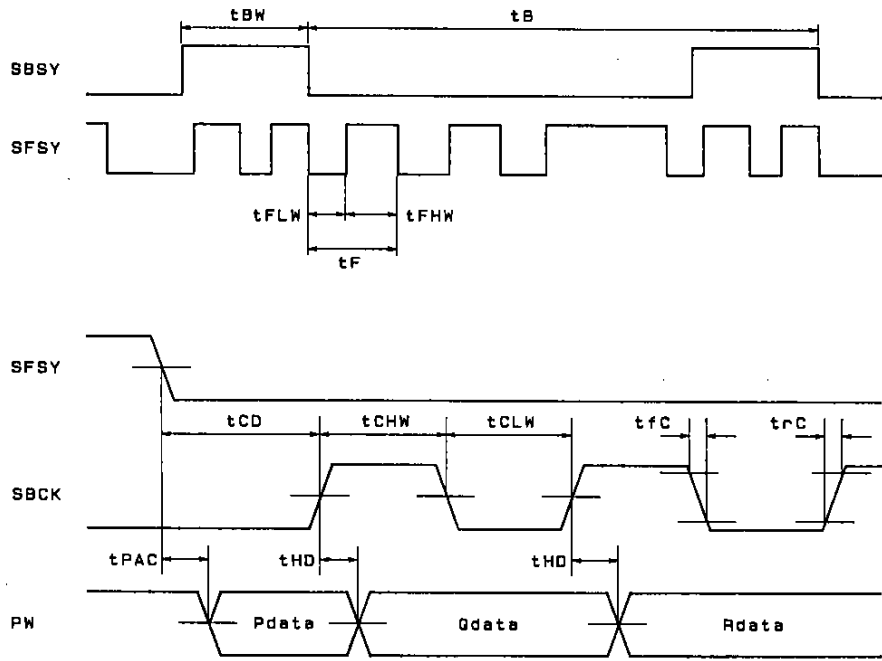 tBW tB
SBSY
SFSY
tFLW tFHW
tF
SFSY
tCD tCHW tCLW tfC trC
SBCK
tPAC tHD tHD
PW Pdata Qdata Rdata